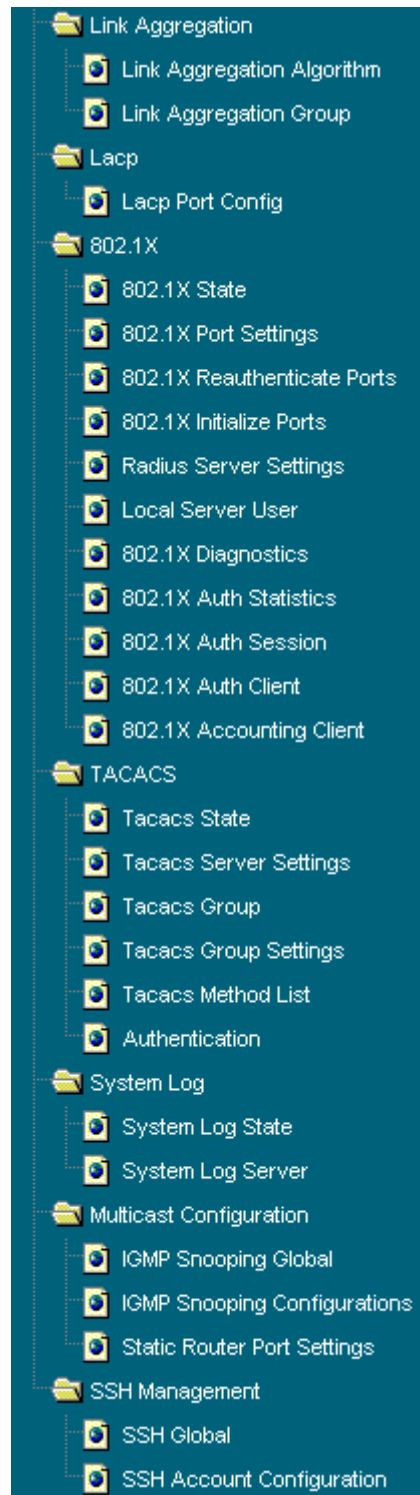 Link Aggregation
Link Aggregation Algorithm
Link Aggregation Group
Lacp
Lacp Port Config
802.1X
802.1X State
802.1X Port Settings
802.1X Reauthenticate Ports
802.1X Initialize Ports
Radius Server Settings
Local Server User
802.1X Diagnostics
802.1X Auth Statistics
802.1X Auth Session
802.1X Auth Client
802.1X Accounting Client
TACACS
Tacacs State
Tacacs Server Settings
Tacacs Group
Tacacs Group Settings
Tacacs Method List
Authentication
System Log
System Log State
System Log Server
Multicast Configuration
IGMP Snooping Global
IGMP Snooping Configurations
Static Router Port Settings
SSH Management
SSH Global
SSH Account Configuration